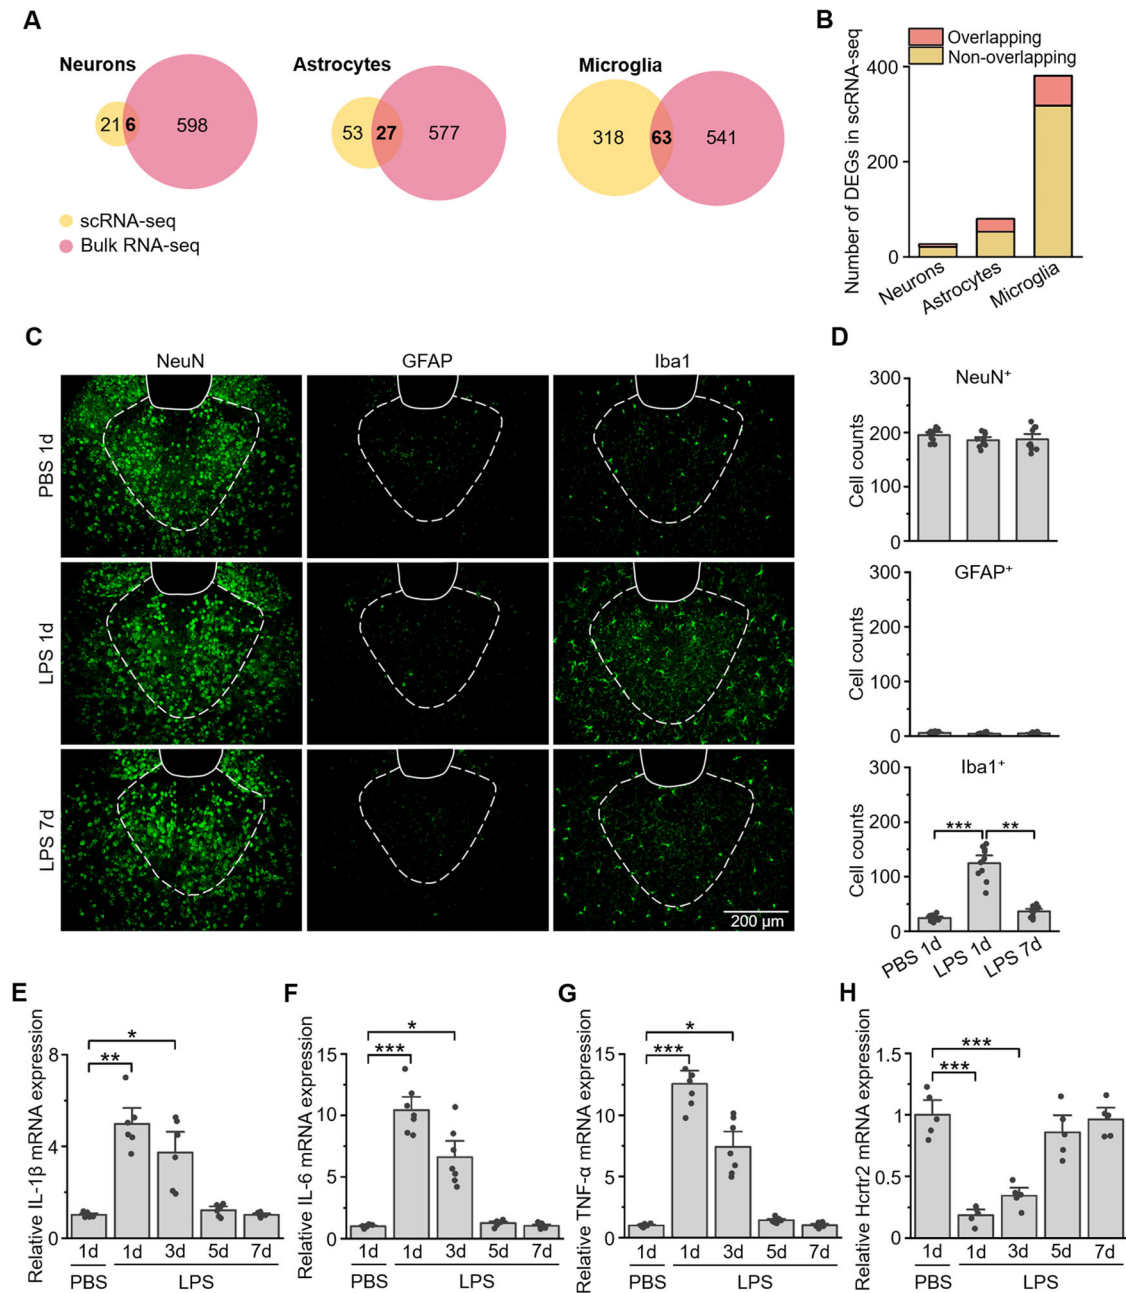 A
Neurons
21 6 598
Astrocytes
53 27 577
Microglia
318 63 541
scRNA-seq
Bulk RNA-seq
B
Overlapping
Non-overlapping
Number of DEGs in scRNA-seq
400
200
0
Neurons
Astrocytes
Microglia
C
NeuN GFAP Iba1
PBS 1d
LPS 1d
LPS 7d
200 μm
D
NeuN+
Cell counts
300
200
100
0
GFAP+
Cell counts
300
200
100
0
Iba1+
Cell counts
300
200
100
0
*** **
PBS 1d
LPS 1d
LPS 7d
E
Relative IL-1β mRNA expression
8
4
0
*
**
1d 1d 3d 5d 7d
PBS LPS
F
Relative IL-6 mRNA expression
15
10
5
0
*
***
1d 1d 3d 5d 7d
PBS LPS
G
Relative TNF-α mRNA expression
15
10
5
0
*
***
1d 1d 3d 5d 7d
PBS LPS
H
Relative Hcrtr2 mRNA expression
1.5
1
0.5
0
***
***
1d 1d 3d 5d 7d
PBS LPS